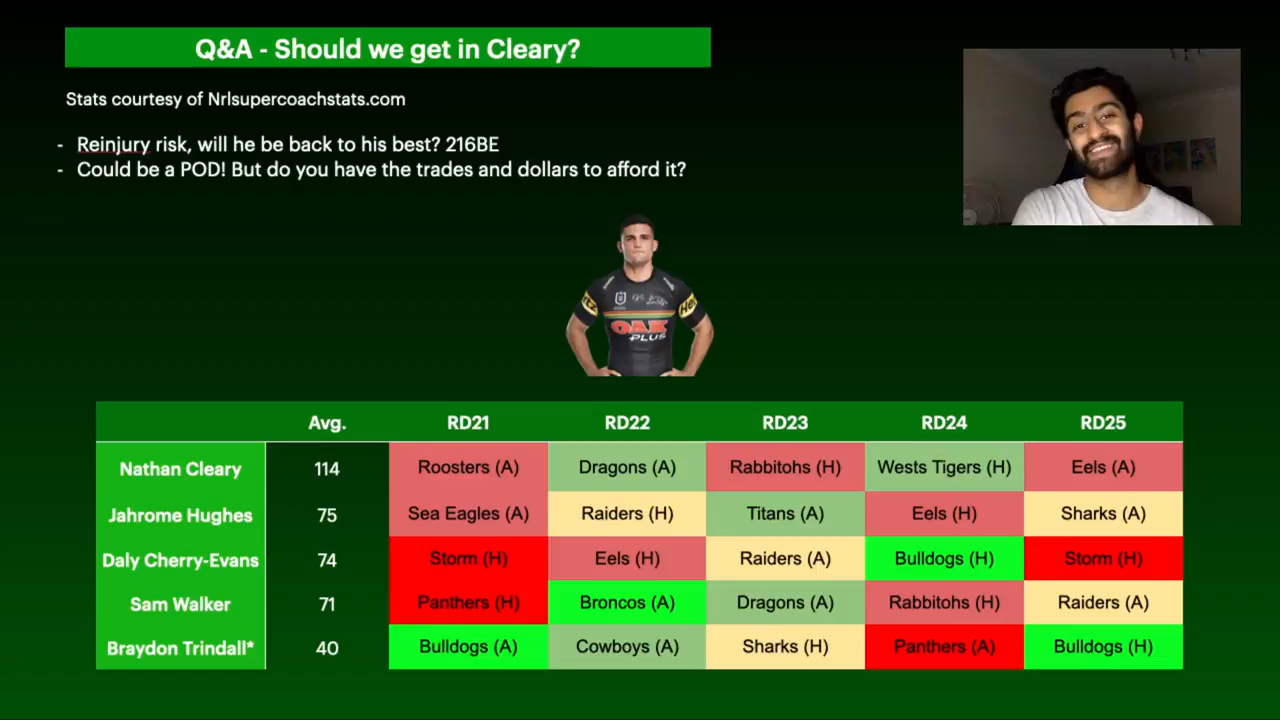 Q&A - Should we get in Cleary?
Stats courtesy of Nrlsupercoachstats.com
- Reinjury risk, will he be back to his best? 216BE
- Could be a POD! But do you have the trades and dollars to afford it?
OAK
PLUS
Avg. RD21 RD22 RD23 RD24 RD25
Nathan Cleary 114 Roosters (A) Dragons (A) Rabbitohs (H) Wests Tigers (H) Eels (A)
Jahrome Hughes 75 Sea Eagles (A) Raiders (H) Titans (A) Eels (H) Sharks (A)
Daly Cherry-Evans 74 Storm (H) Eels (H) Raiders (A) Bulldogs (H) Storm (H)
Sam Walker 71 Panthers (H) Broncos (A) Dragons (A) Rabbitohs (H) Raiders (A)
Braydon Trindall* 40 Bulldogs (A) Cowboys (A) Sharks (H) Panthers (A) Bulldogs (H)